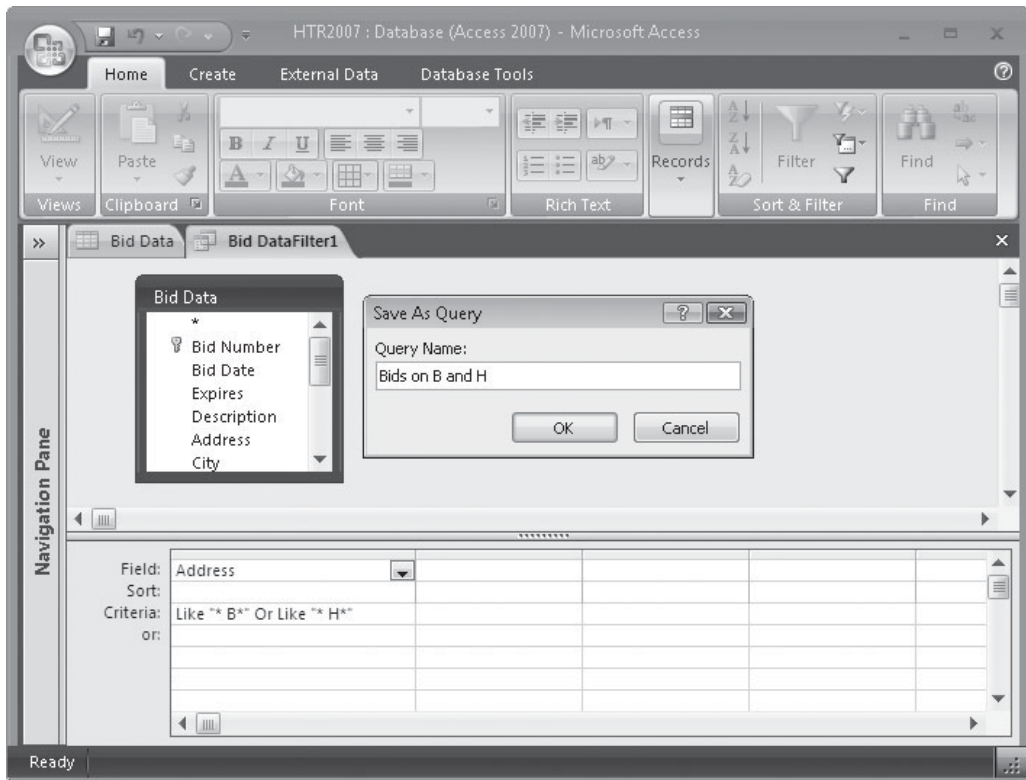 HTR2007 : Database (Access 2007) - Microsoft Access
Home Create External Data Database Tools
View Paste B I U A ab Records A Z Z A A Z Filter ab ac Find
Views Clipboard Font Rich Text Sort & Filter Find
Bid Data Bid DataFilter1
Navigation Pane
Bid Data
*
Bid Number
Bid Date
Expires
Description
Address
City
Save As Query
Query Name:
Bids on B and H
OK Cancel
Field: Address
Sort:
Criteria: Like "* B*" Or Like "* H*"
or:
Ready